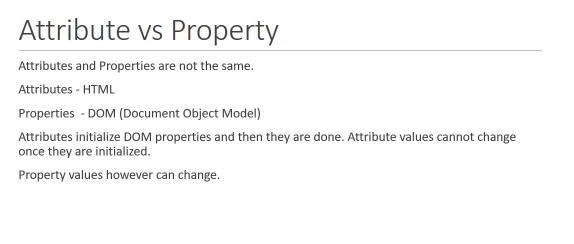 Attribute vs Property
Attributes and Properties are not the same.
Attributes - HTML
Properties  - DOM (Document Object Model)
Attributes initialize DOM properties and then they are done. Attribute values cannot change
once they are initialized.
Property values however can change.